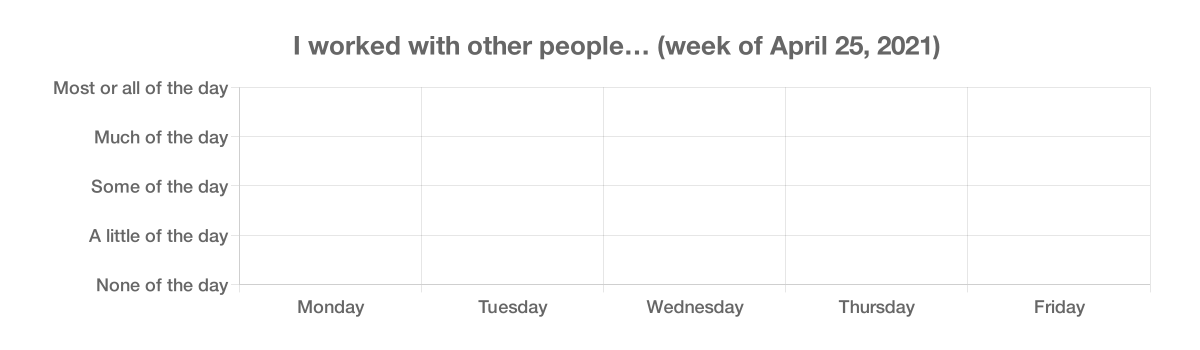 I worked with other people… (week of April 25, 2021)
Most or all of the day
Much of the day
Some of the day
A little of the day
None of the day
Monday Tuesday Wednesday Thursday Friday